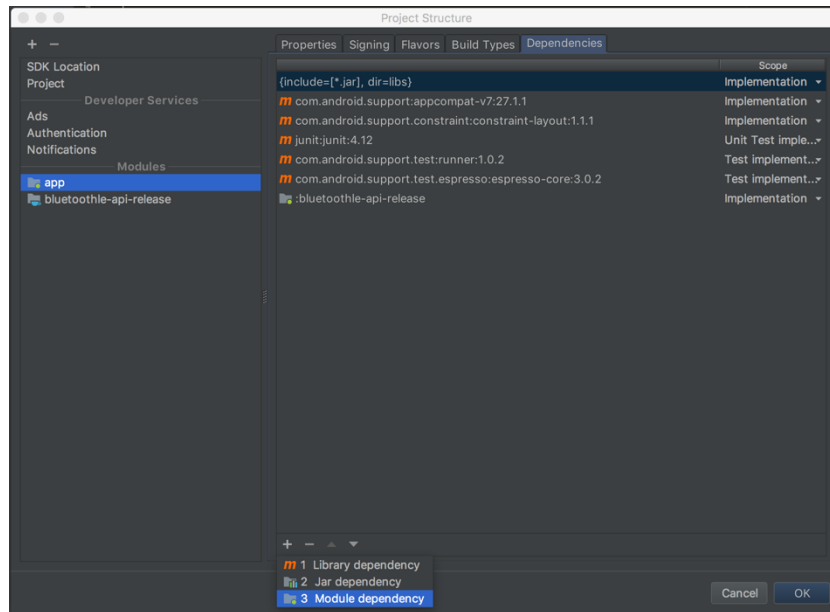 Project Structure
+ −
SDK Location
Project
Developer Services
Ads
Authentication
Notifications
Modules
app
bluetoothle-api-release
Properties Signing Flavors Build Types Dependencies
Scope
{include=[*.jar], dir=libs} Implementation
m com.android.support:appcompat-v7:27.1.1 Implementation
m com.android.support.constraint:constraint-layout:1.1.1 Implementation
m junit:junit:4.12 Unit Test imple...
m com.android.support.test:runner:1.0.2 Test implement...
m com.android.support.test.espresso:espresso-core:3.0.2 Test implement...
:bluetoothle-api-release Implementation
+ −
m 1 Library dependency
2 Jar dependency
3 Module dependency
Cancel OK